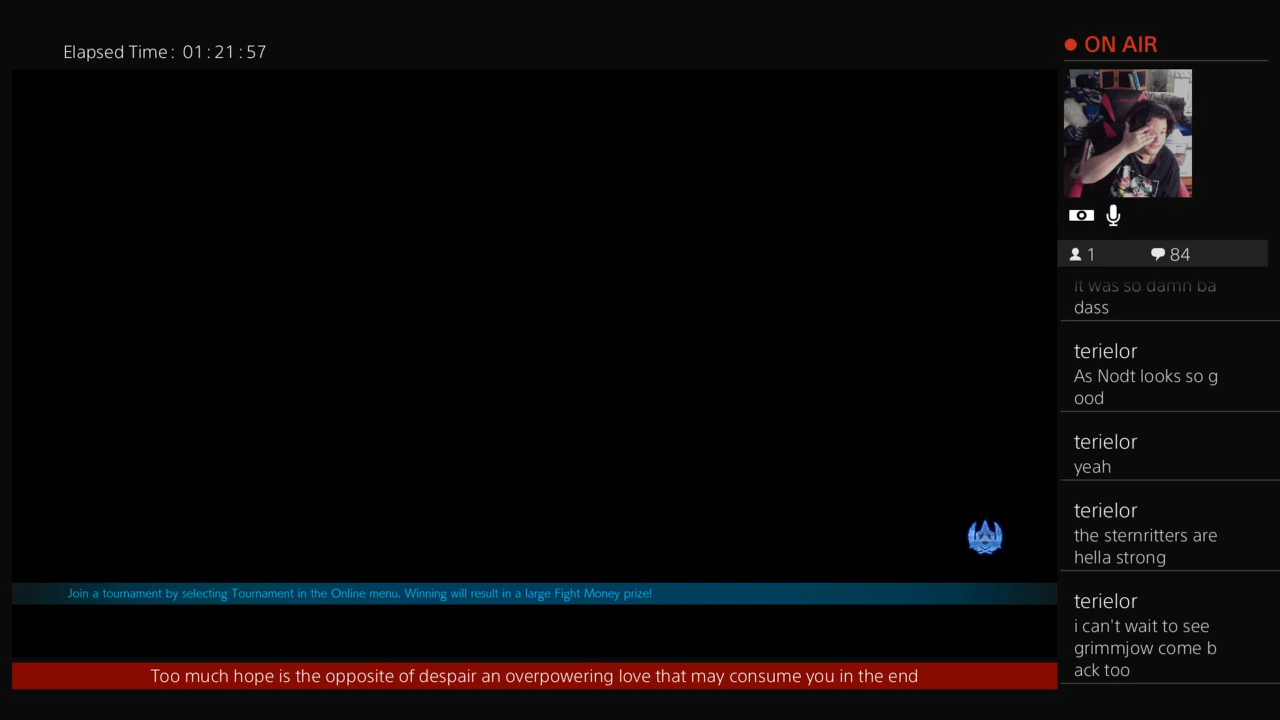 Elapsed Time: 01:21:57
ON AIR
1 84
It was so damn ba
dass
terielor
As Nodt looks so g
ood
terielor
yeah
terielor
the sternritters are
hella strong
terielor
i can't wait to see
grimmjow come b
ack too
Join a tournament by selecting Tournament in the Online menu. Winning will result in a large Fight Money prize!
Too much hope is the opposite of despair an overpowering love that may consume you in the end